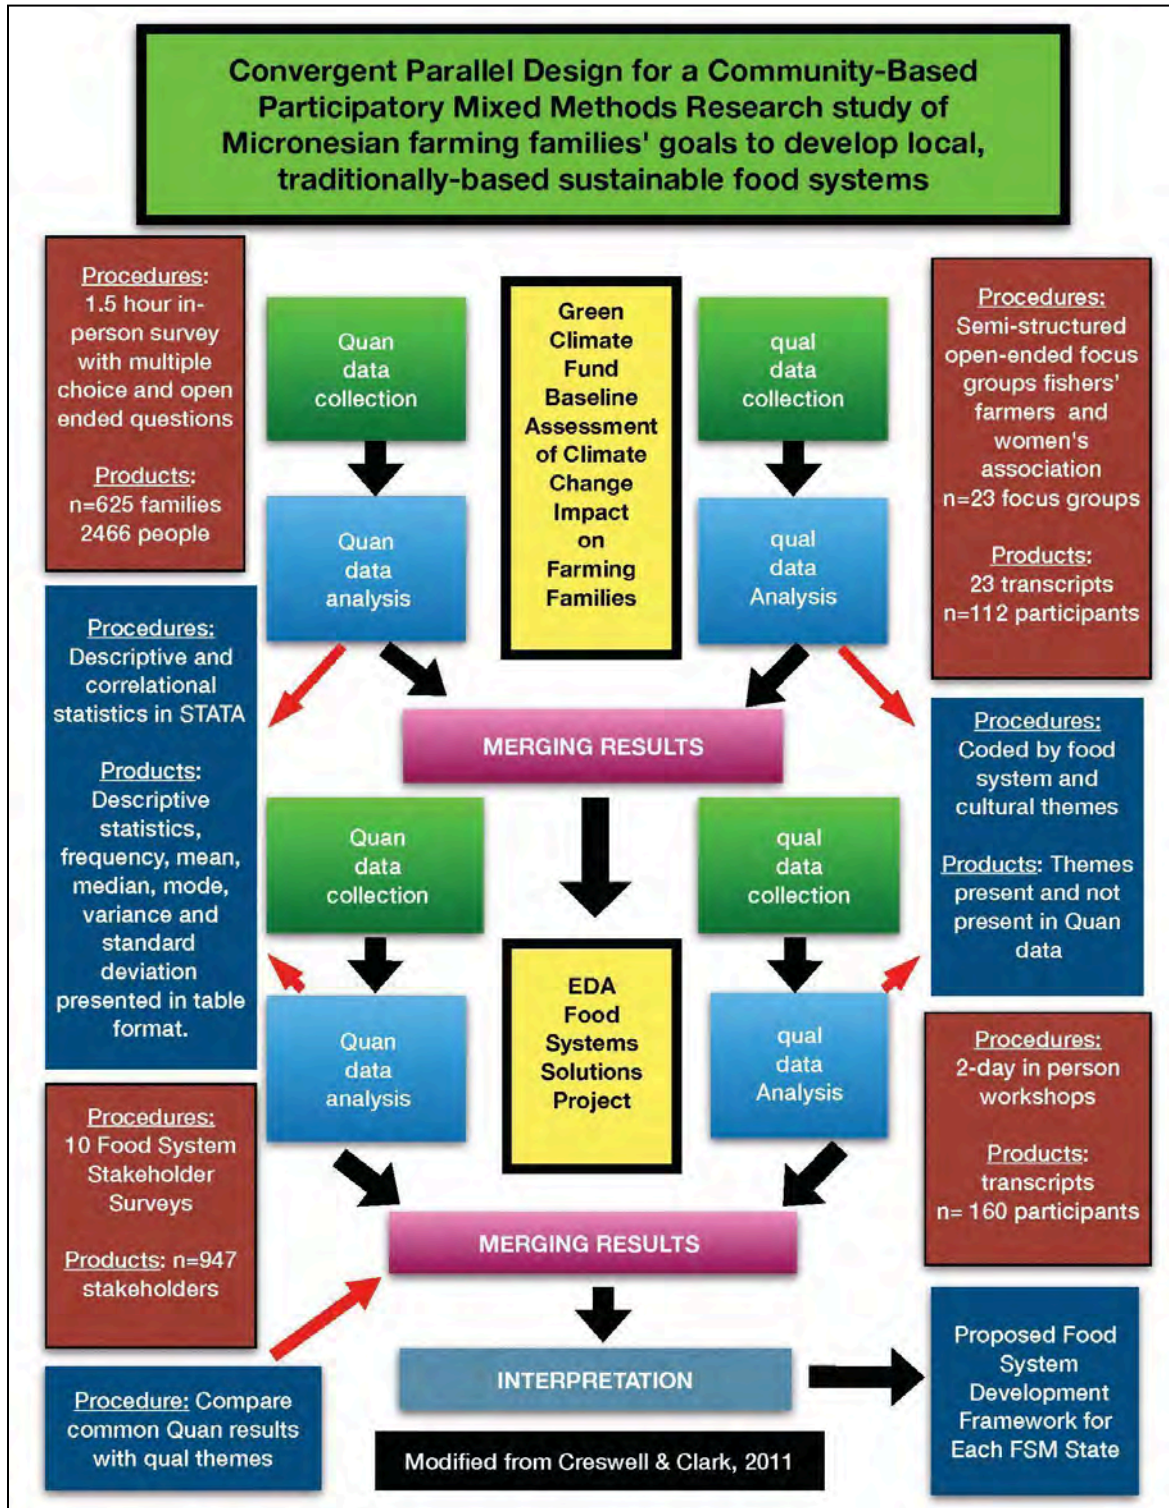 Convergent Parallel Design for a Community-Based
Participatory Mixed Methods Research study of
Micronesian farming families' goals to develop local,
traditionally-based sustainable food systems
Procedures:
1.5 hour in-
person survey
with multiple
choice and open
ended questions
Products:
n=625 families
2466 people
Quan
data
collection
Green
Climate
Fund
Baseline
Assessment
of Climate
Change
Impact
on
Farming
Families
qual
data
collection
Procedures:
Semi-structured
open-ended focus
groups fishers'
farmers and
women's
association
n=23 focus groups
Products:
23 transcripts
n=112 participants
Quan
data
analysis
qual
data
Analysis
Procedures:
Descriptive and
correlational
statistics in STATA
Products:
Descriptive
statistics,
frequency, mean,
median, mode,
variance and
standard
deviation
presented in table
format.
MERGING RESULTS
Procedures:
Coded by food
system and
cultural themes
Products: Themes
present and not
present in Quan
data
Quan
data
collection
qual
data
collection
EDA
Food
Systems
Solutions
Project
Quan
data
analysis
qual
data
Analysis
Procedures:
10 Food System
Stakeholder
Surveys
Products: n=947
stakeholders
Procedures:
2-day in person
workshops
Products:
transcripts
n= 160 participants
MERGING RESULTS
Procedure: Compare
common Quan results
with qual themes
INTERPRETATION
Proposed Food
System
Development
Framework for
Each FSM State
Modified from Creswell & Clark, 2011